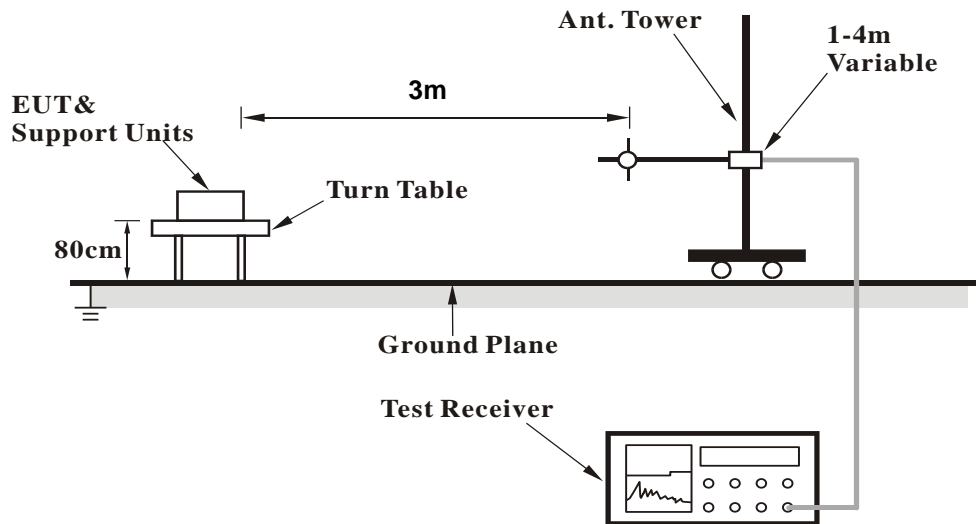 Ant. Tower
1-4m
Variable
3m
EUT&
Support Units
Turn Table
80cm
Ground Plane
Test Receiver